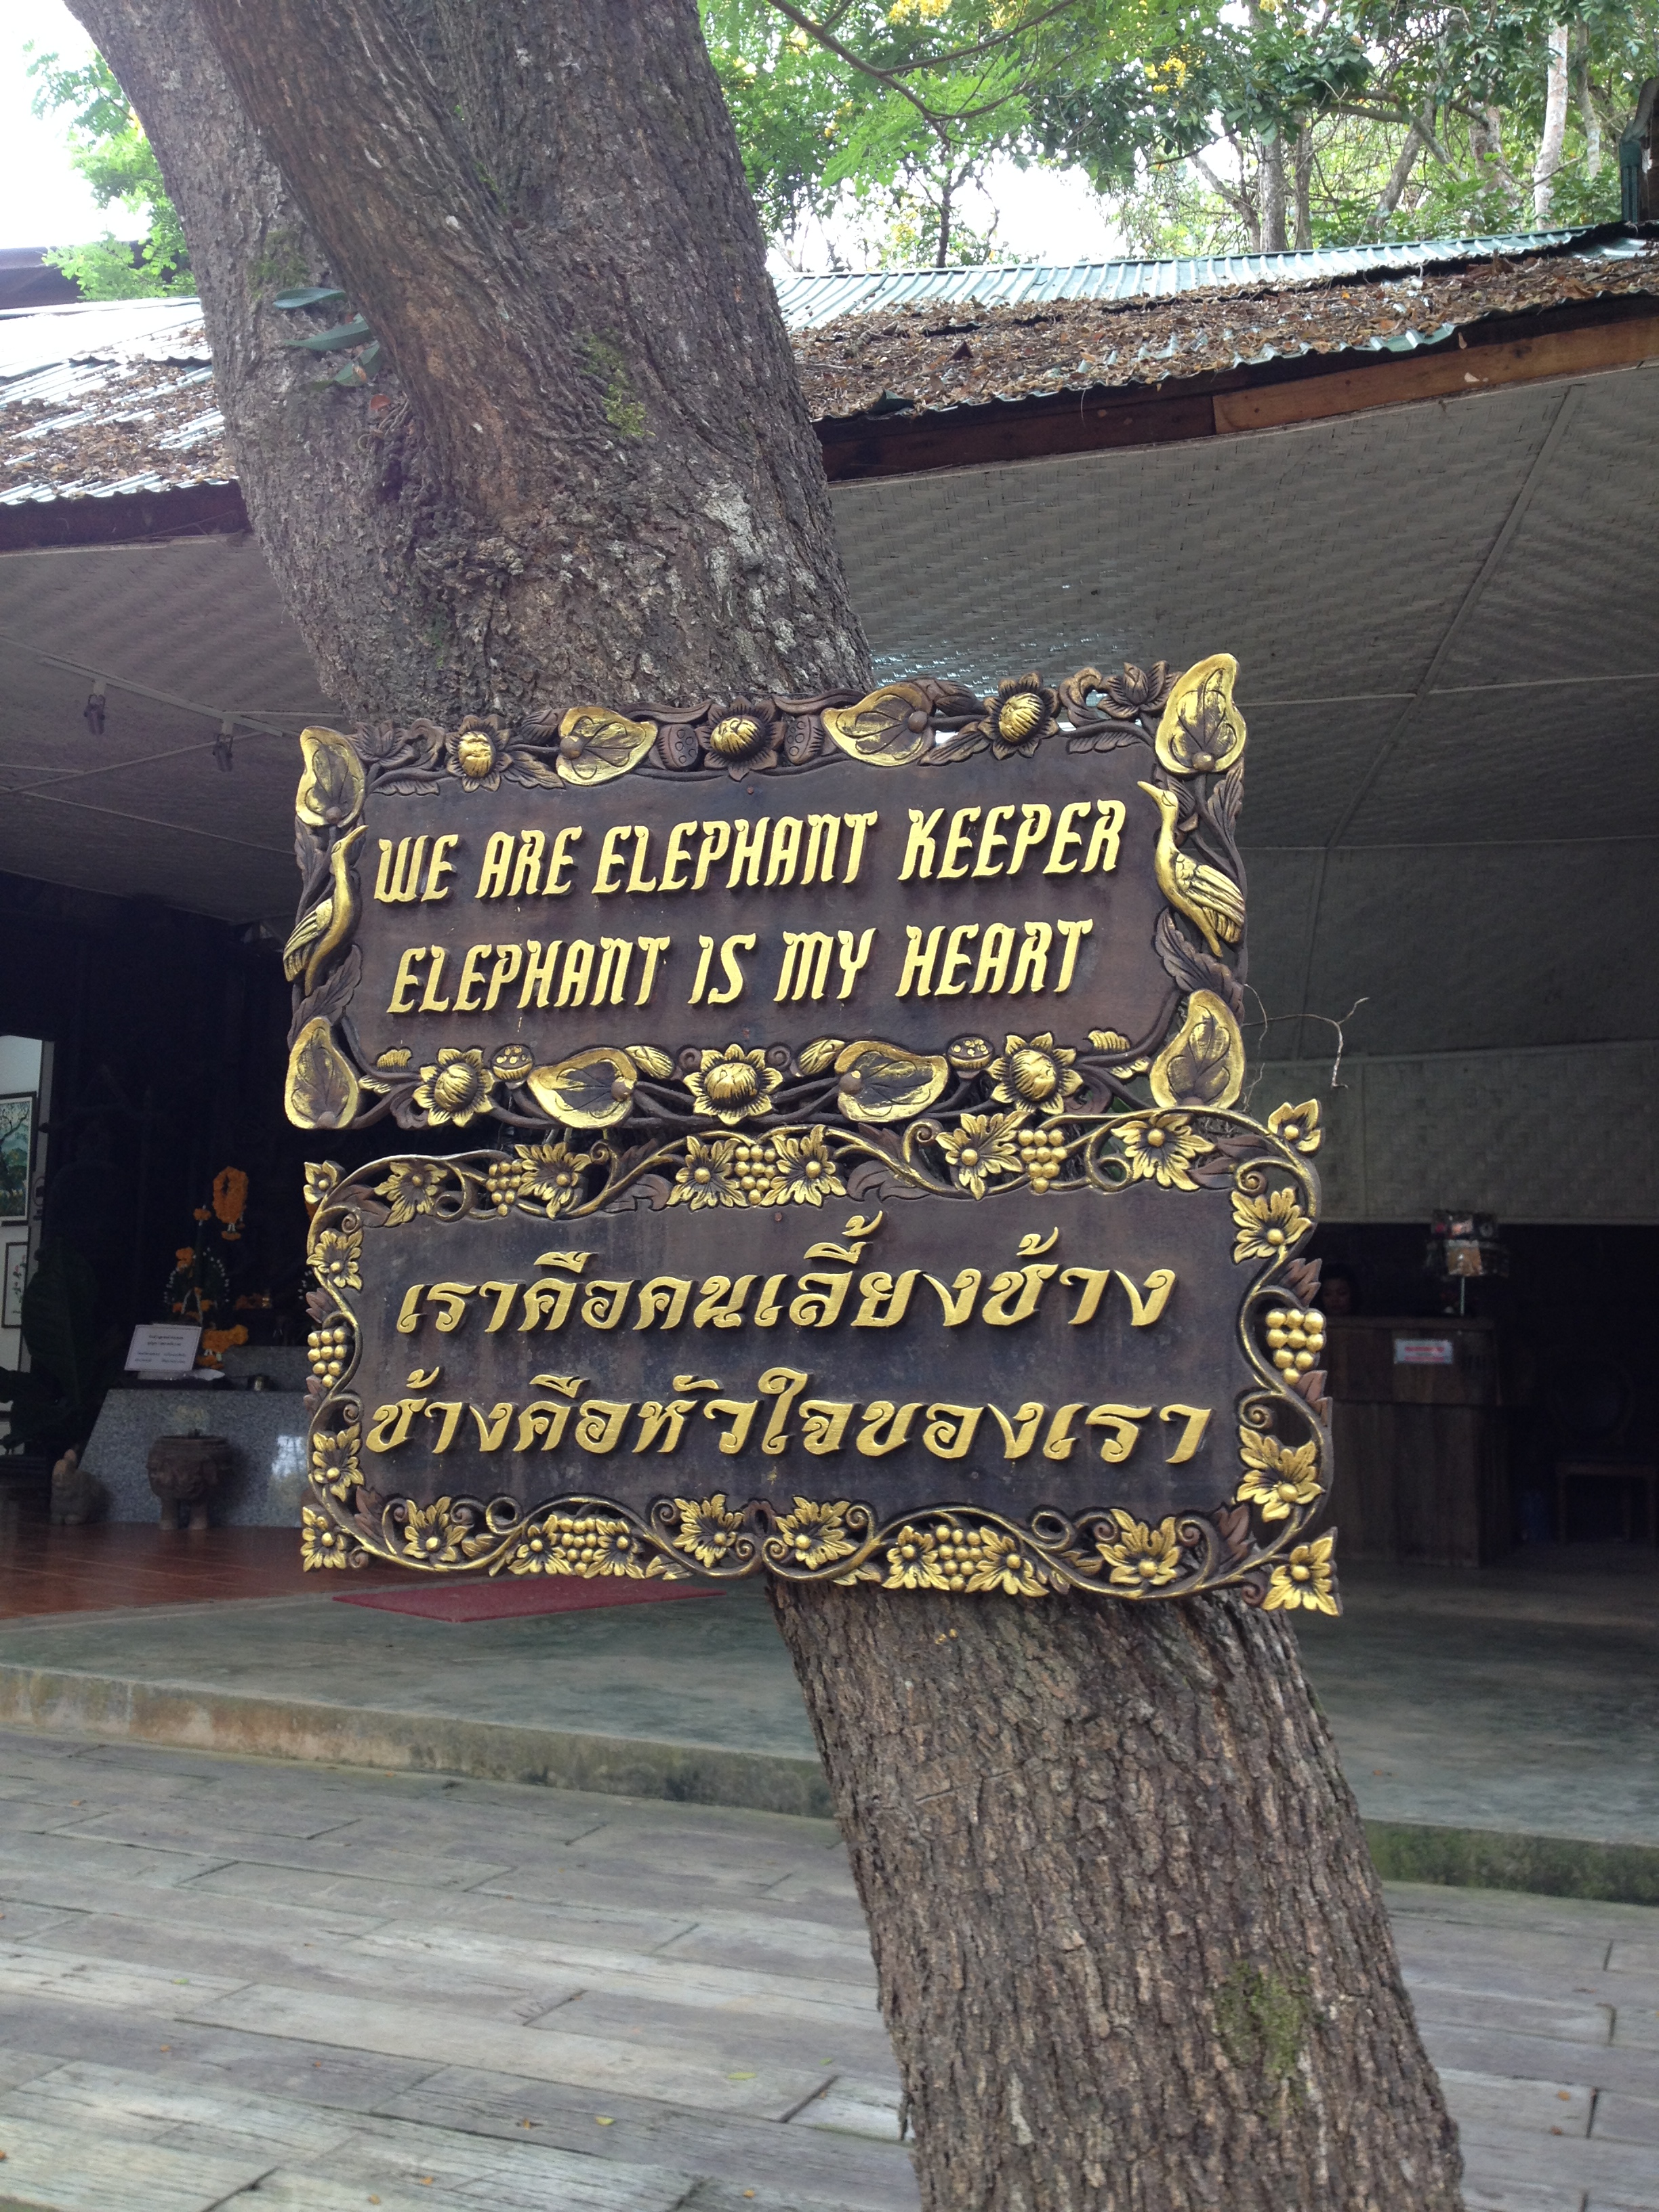 WE ARE ELEPHANT KEEPER
ELEPHANT IS MY HEART
เราคือคนเลี้ยงช้าง
ช้างคือหัวใจของเรา